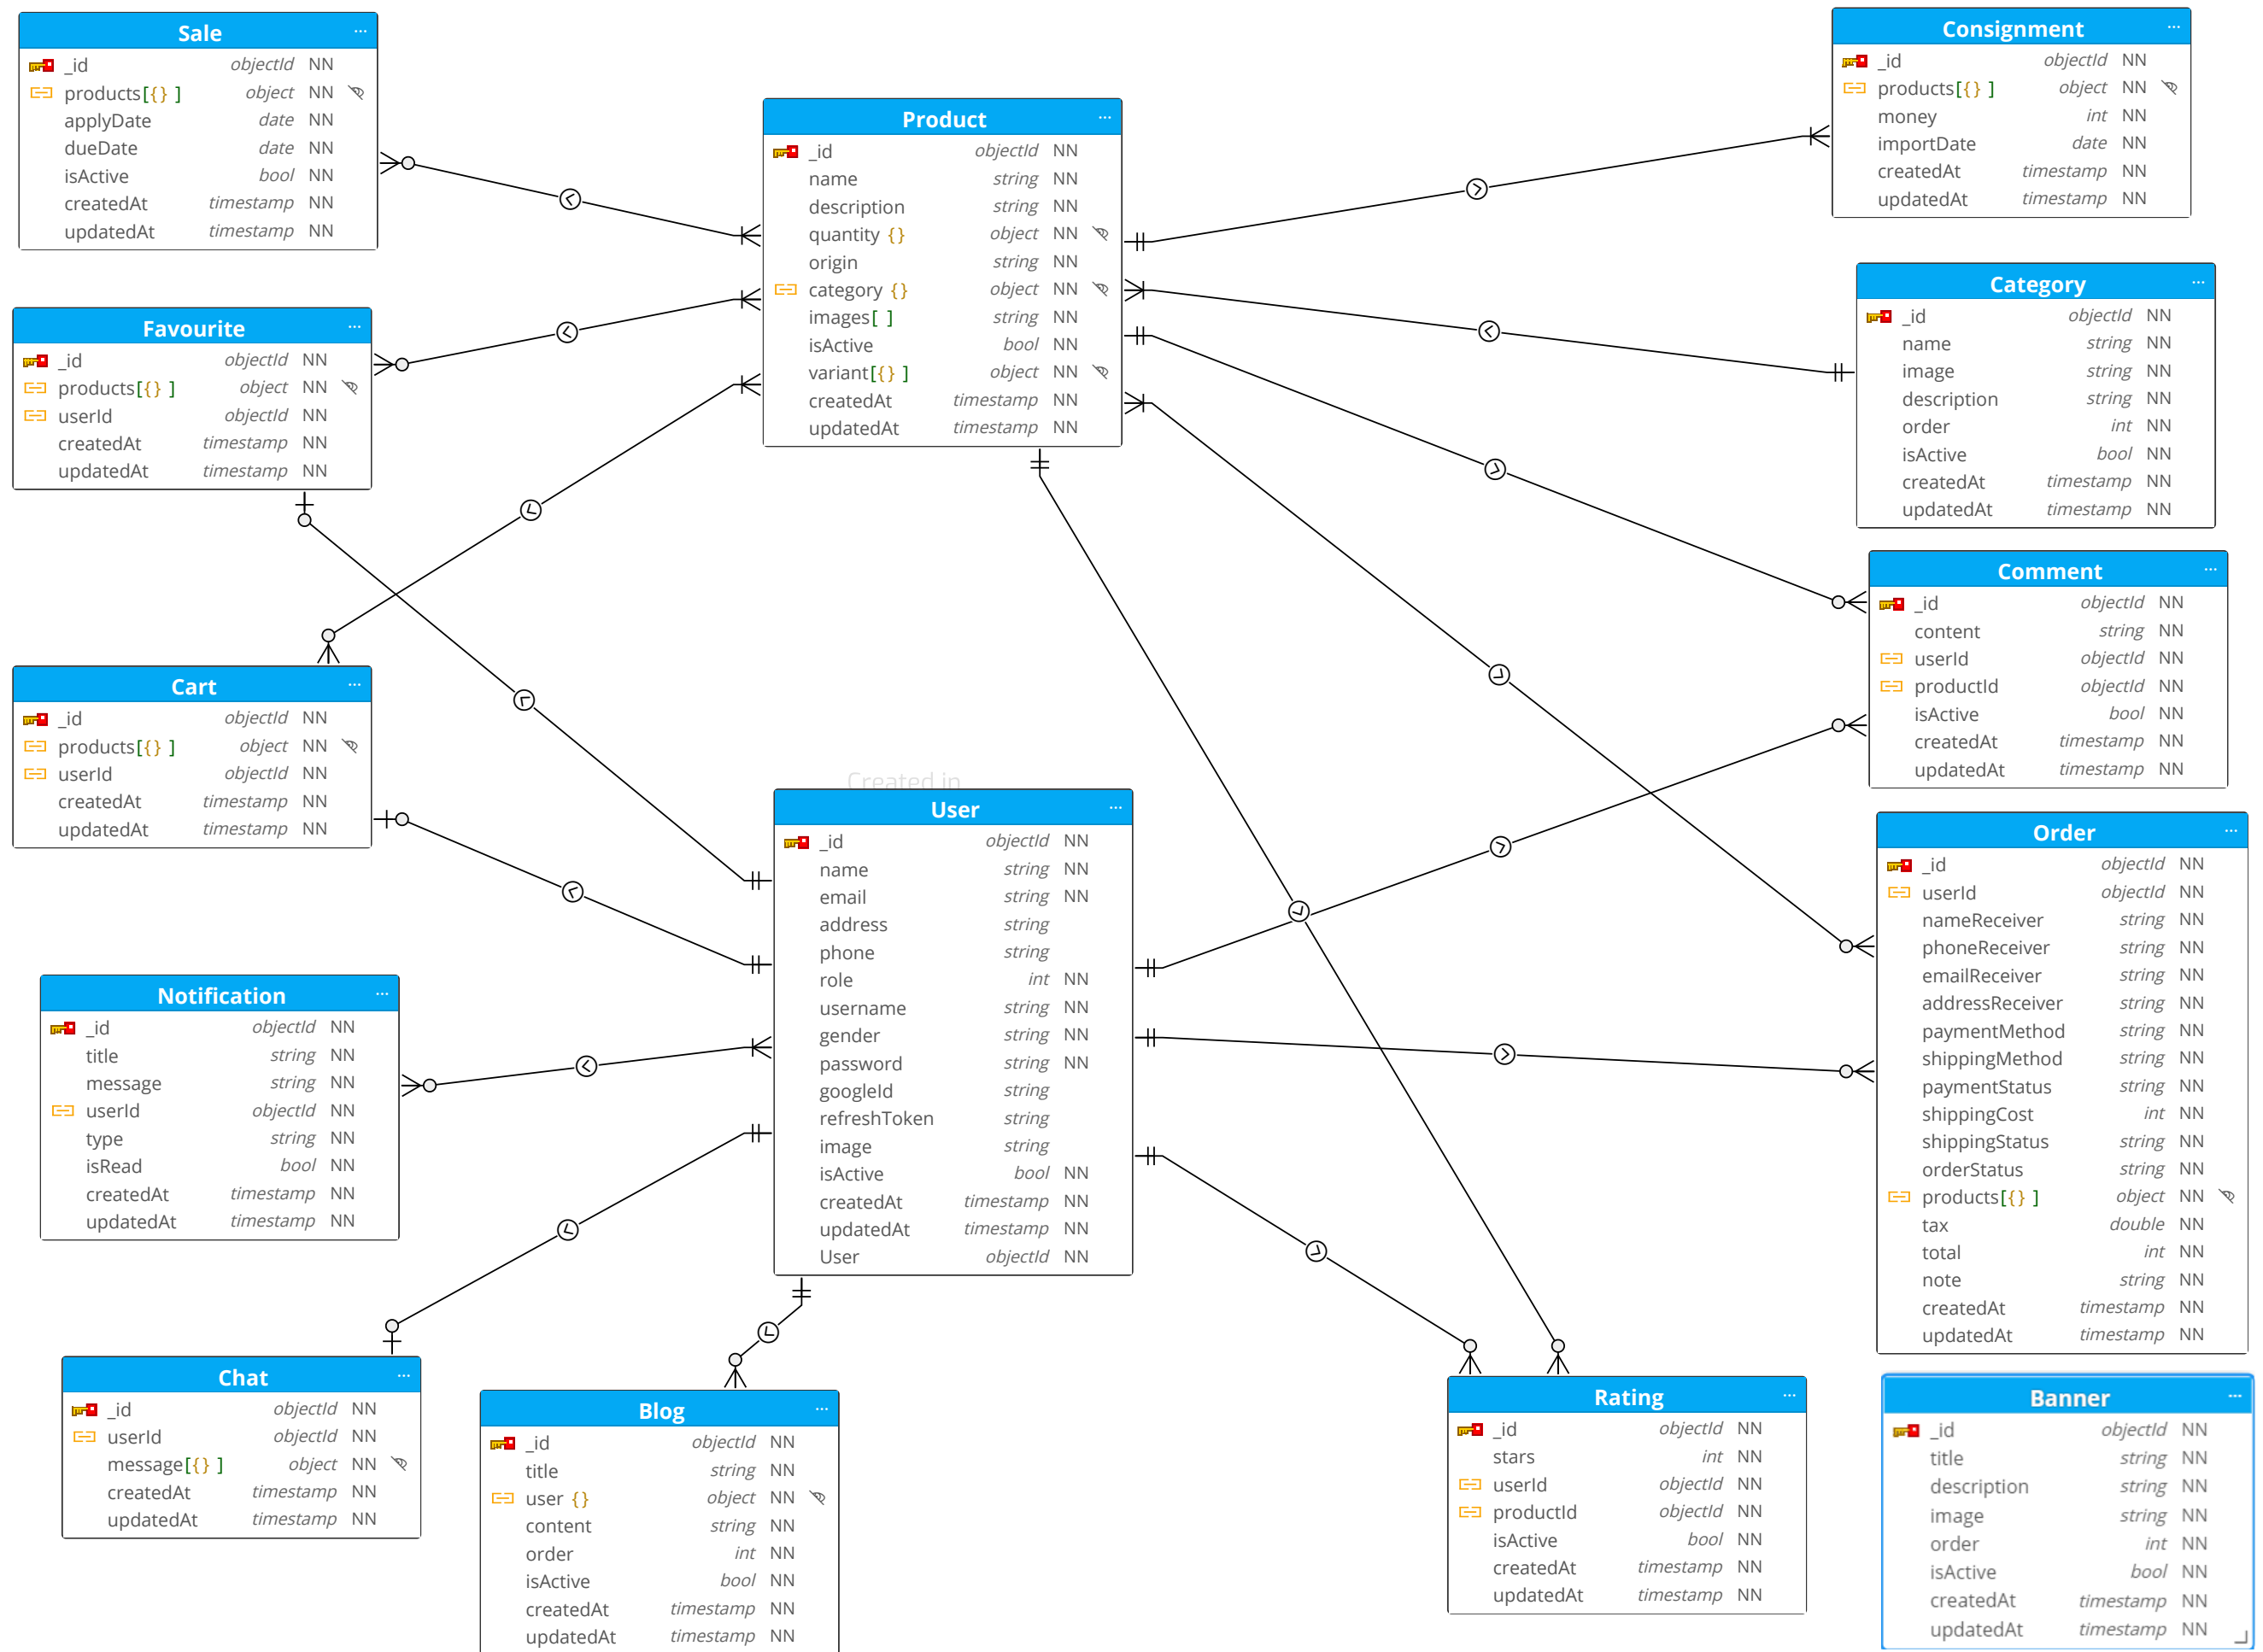 Sale ...
_id objectId NN
products[{} ] object NN
applyDate date NN
dueDate date NN
isActive bool NN
createdAt timestamp NN
updatedAt timestamp NN
Product ...
_id objectId NN
name string NN
description string NN
quantity {} object NN
origin string NN
category {} object NN
images[ ] string NN
isActive bool NN
variant[{} ] object NN
createdAt timestamp NN
updatedAt timestamp NN
Consignment ...
_id objectId NN
products[{} ] object NN
money int NN
importDate date NN
createdAt timestamp NN
updatedAt timestamp NN
Favourite ...
_id objectId NN
products[{} ] object NN
userId objectId NN
createdAt timestamp NN
updatedAt timestamp NN
Category ...
_id objectId NN
name string NN
image string NN
description string NN
order int NN
isActive bool NN
createdAt timestamp NN
updatedAt timestamp NN
Comment ...
_id objectId NN
content string NN
userId objectId NN
productId objectId NN
isActive bool NN
createdAt timestamp NN
updatedAt timestamp NN
Cart ...
_id objectId NN
products[{} ] object NN
userId objectId NN
createdAt timestamp NN
updatedAt timestamp NN
Created in
User ...
_id objectId NN
name string NN
email string NN
address string
phone string
role int NN
username string NN
gender string NN
password string NN
googleId string
refreshToken string
image string
isActive bool NN
createdAt timestamp NN
updatedAt timestamp NN
User objectId NN
Order ...
_id objectId NN
userId objectId NN
nameReceiver string NN
phoneReceiver string NN
emailReceiver string NN
addressReceiver string NN
paymentMethod string NN
shippingMethod string NN
paymentStatus string NN
shippingCost int NN
shippingStatus string NN
orderStatus string NN
products[{} ] object NN
tax double NN
total int NN
note string NN
createdAt timestamp NN
updatedAt timestamp NN
Notification ...
_id objectId NN
title string NN
message string NN
userId objectId NN
type string NN
isRead bool NN
createdAt timestamp NN
updatedAt timestamp NN
Chat ...
_id objectId NN
userId objectId NN
message[{} ] object NN
createdAt timestamp NN
updatedAt timestamp NN
Blog ...
_id objectId NN
title string NN
user {} object NN
content string NN
order int NN
isActive bool NN
createdAt timestamp NN
updatedAt timestamp NN
Rating ...
_id objectId NN
stars int NN
userId objectId NN
productId objectId NN
isActive bool NN
createdAt timestamp NN
updatedAt timestamp NN
Banner ...
_id objectId NN
title string NN
description string NN
image string NN
order int NN
isActive bool NN
createdAt timestamp NN
updatedAt timestamp NN